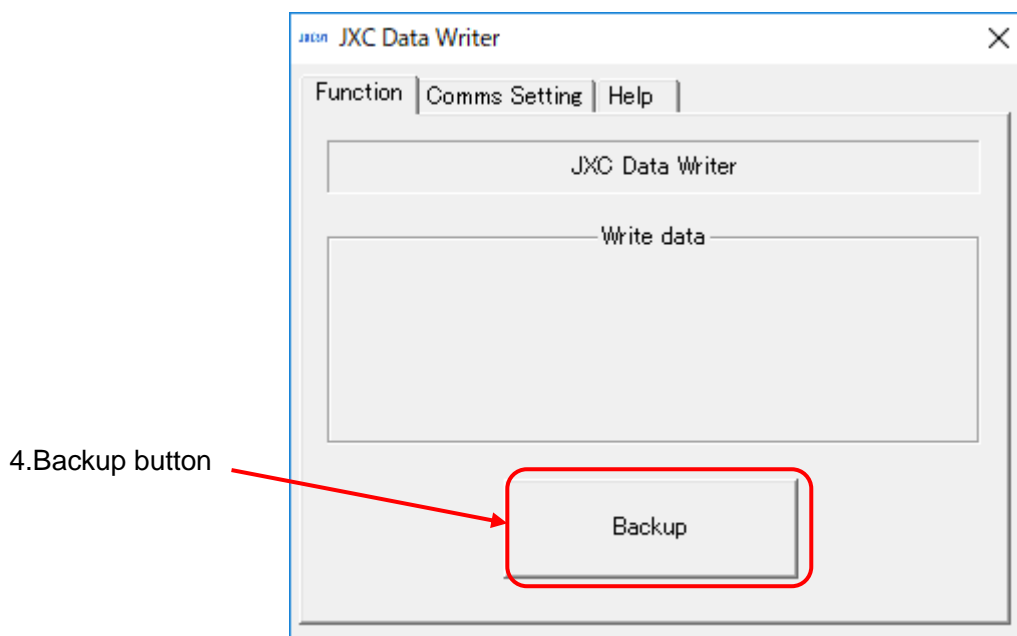 JXC Data Writer
Function Comms Setting Help
JXC Data Writer
Write data
4.Backup button
Backup